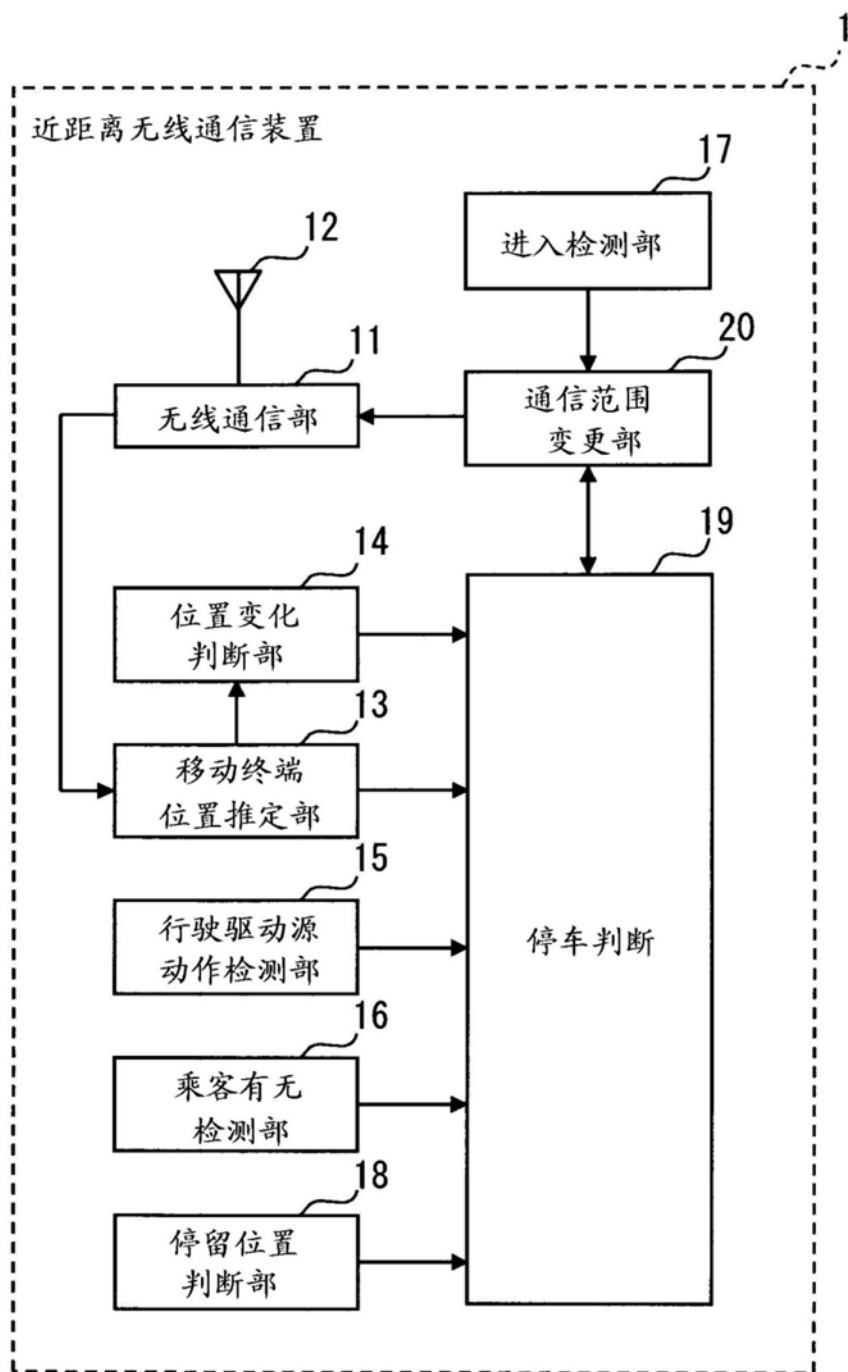 1
近距离无线通信装置
17
进入检测部
12
11
无线通信部
20
通信范围
变更部
14
位置变化
判断部
19
停车判断
13
移动终端
位置推定部
15
行驶驱动源
动作检测部
16
乘客有无
检测部
18
停留位置
判断部